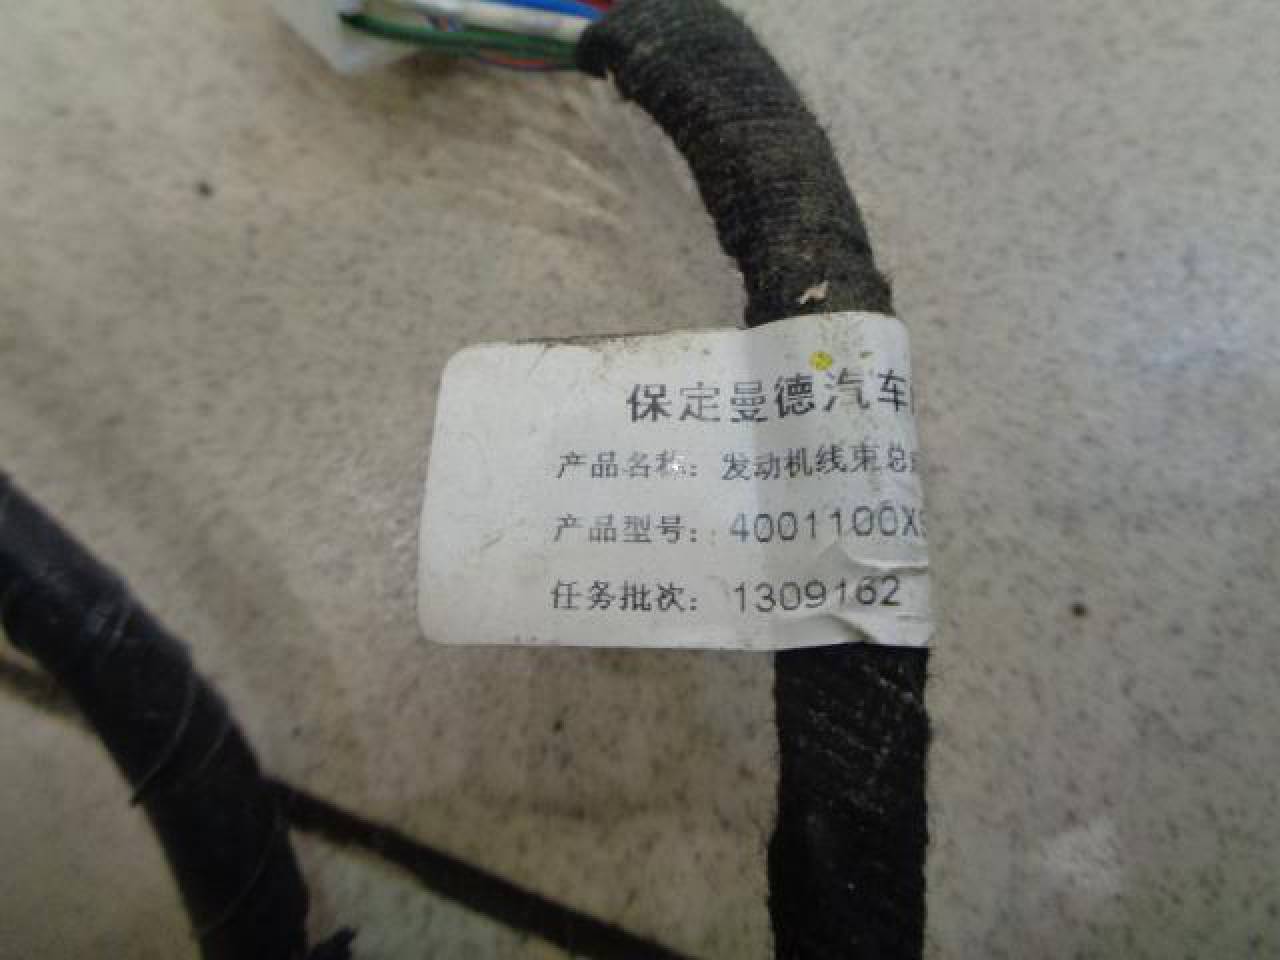 保定曼德汽车
产品名称：发动机线束总
产品型号：4001100X
任务批次：1309162